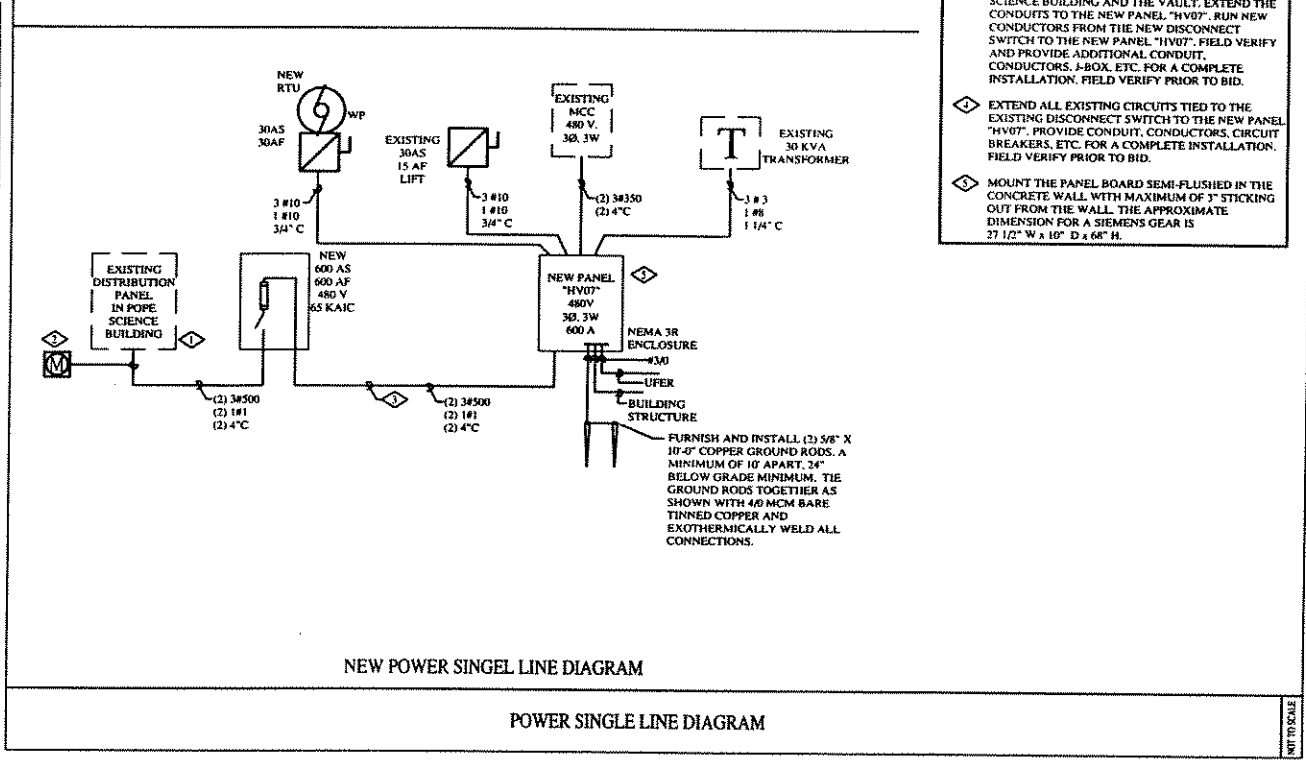 SCIENCE BUILDING AND THE VAULT. EXTEND THE
CONDUITS TO THE NEW PANEL "HV07". RUN NEW
CONDUCTORS FROM THE NEW DISCONNECT
SWITCH TO THE NEW PANEL "HV07". FIELD VERIFY
AND PROVIDE ADDITIONAL CONDUIT,
CONDUCTORS, J-BOX, ETC. FOR A COMPLETE
INSTALLATION. FIELD VERIFY PRIOR TO BID.
4 EXTEND ALL EXISTING CIRCUITS TIED TO THE
EXISTING DISCONNECT SWITCH TO THE NEW PANEL
"HV07". PROVIDE CONDUIT, CONDUCTORS, CIRCUIT
BREAKERS, ETC. FOR A COMPLETE INSTALLATION.
FIELD VERIFY PRIOR TO BID.
5 MOUNT THE PANEL BOARD SEMI-FLUSHED IN THE
CONCRETE WALL WITH MAXIMUM OF 3" STICKING
OUT FROM THE WALL. THE APPROXIMATE
DIMENSION FOR A SIEMENS GEAR IS
27 1/2" W x 10" D x 68" H.
NEW
RTU
WP
30AS
30AF
3 #10
1 #10
3/4" C
EXISTING
30AS
15 AF
LIFT
3 #10
1 #10
3/4" C
EXISTING
MCC
480 V.
3Ø, 3W
(2) 3#350
(2) 4"C
T
EXISTING
30 KVA
TRANSFORMER
3 # 3
1 #8
1 1/4" C
EXISTING
DISTRIBUTION
PANEL
IN POPE
SCIENCE
BUILDING
1
2
M
(2) 3#500
(2) 1#1
(2) 4"C
NEW
600 AS
600 AF
480 V
65 KAIC
3
(2) 3#500
(2) 1#1
(2) 4"C
NEW PANEL
"HV07"
480V
3Ø, 3W
600 A
5
NEMA 3R
ENCLOSURE
#3/0
UFER
BUILDING
STRUCTURE
FURNISH AND INSTALL (2) 5/8" X
10'-0" COPPER GROUND RODS. A
MINIMUM OF 10' APART, 24"
BELOW GRADE MINIMUM. TIE
GROUND RODS TOGETHER AS
SHOWN WITH 4/0 MCM BARE
TINNED COPPER AND
EXOTHERMICALLY WELD ALL
CONNECTIONS.
NEW POWER SINGEL LINE DIAGRAM
POWER SINGLE LINE DIAGRAM
NOT TO SCALE